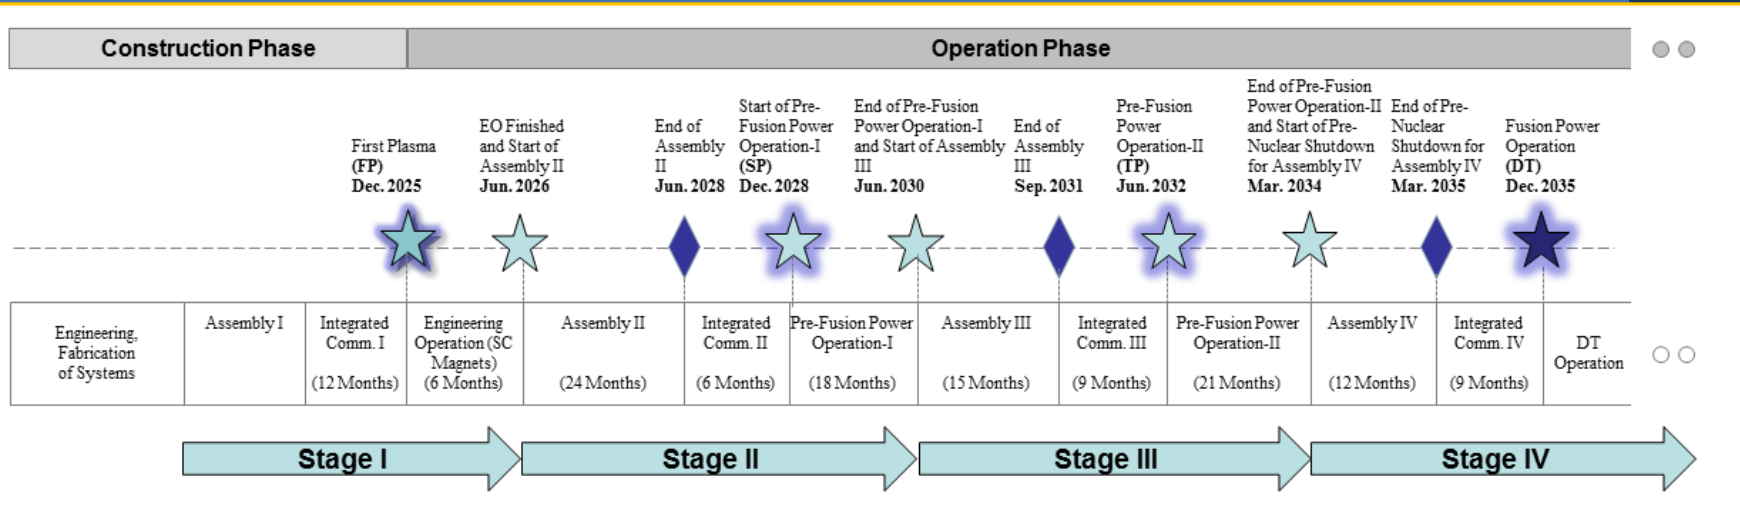 Construction Phase
Operation Phase
First Plasma
(FP)
Dec. 2025
EO Finished
and Start of
Assembly II
Jun. 2026
End of
Assembly
II
Jun. 2028
Start of Pre-
Fusion Power
Operation-I
(SP)
Dec. 2028
End of Pre-Fusion
Power Operation-I
and Start of Assembly
III
Jun. 2030
End of
Assembly
III
Sep. 2031
Pre-Fusion
Power
Operation-II
(TP)
Jun. 2032
End of Pre-Fusion
Power Operation-II
and Start of Pre-
Nuclear Shutdown
for Assembly IV
Mar. 2034
End of Pre-
Nuclear
Shutdown for
Assembly IV
Mar. 2035
Fusion Power
Operation
(DT)
Dec. 2035
Engineering,
Fabrication
of Systems
Assembly I
Integrated
Comm. I
(12 Months)
Engineering
Operation (SC
Magnets)
(6 Months)
Assembly II
(24 Months)
Integrated
Comm. II
(6 Months)
Pre-Fusion Power
Operation-I
(18 Months)
Assembly III
(15 Months)
Integrated
Comm. III
(9 Months)
Pre-Fusion Power
Operation-II
(21 Months)
Assembly IV
(12 Months)
Integrated
Comm. IV
(9 Months)
DT
Operation
Stage I
Stage II
Stage III
Stage IV